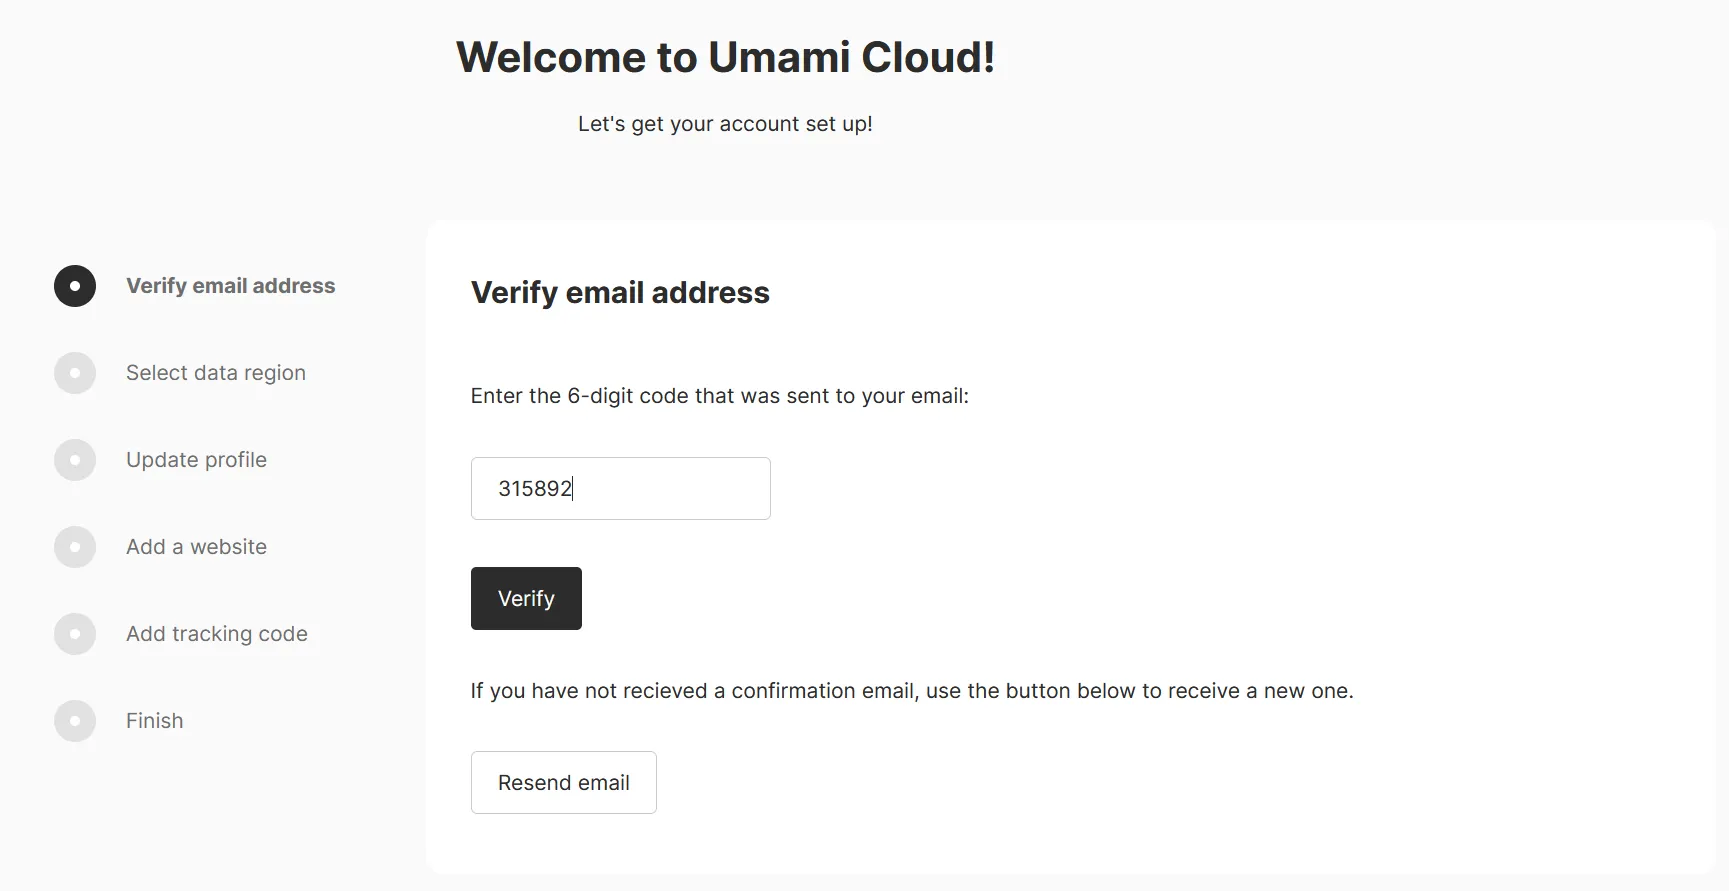 Welcome to Umami Cloud!
Let's get your account set up!
Verify email address
Select data region
Update profile
Add a website
Add tracking code
Finish
Verify email address
Enter the 6-digit code that was sent to your email:
315892
Verify
If you have not recieved a confirmation email, use the button below to receive a new one.
Resend email